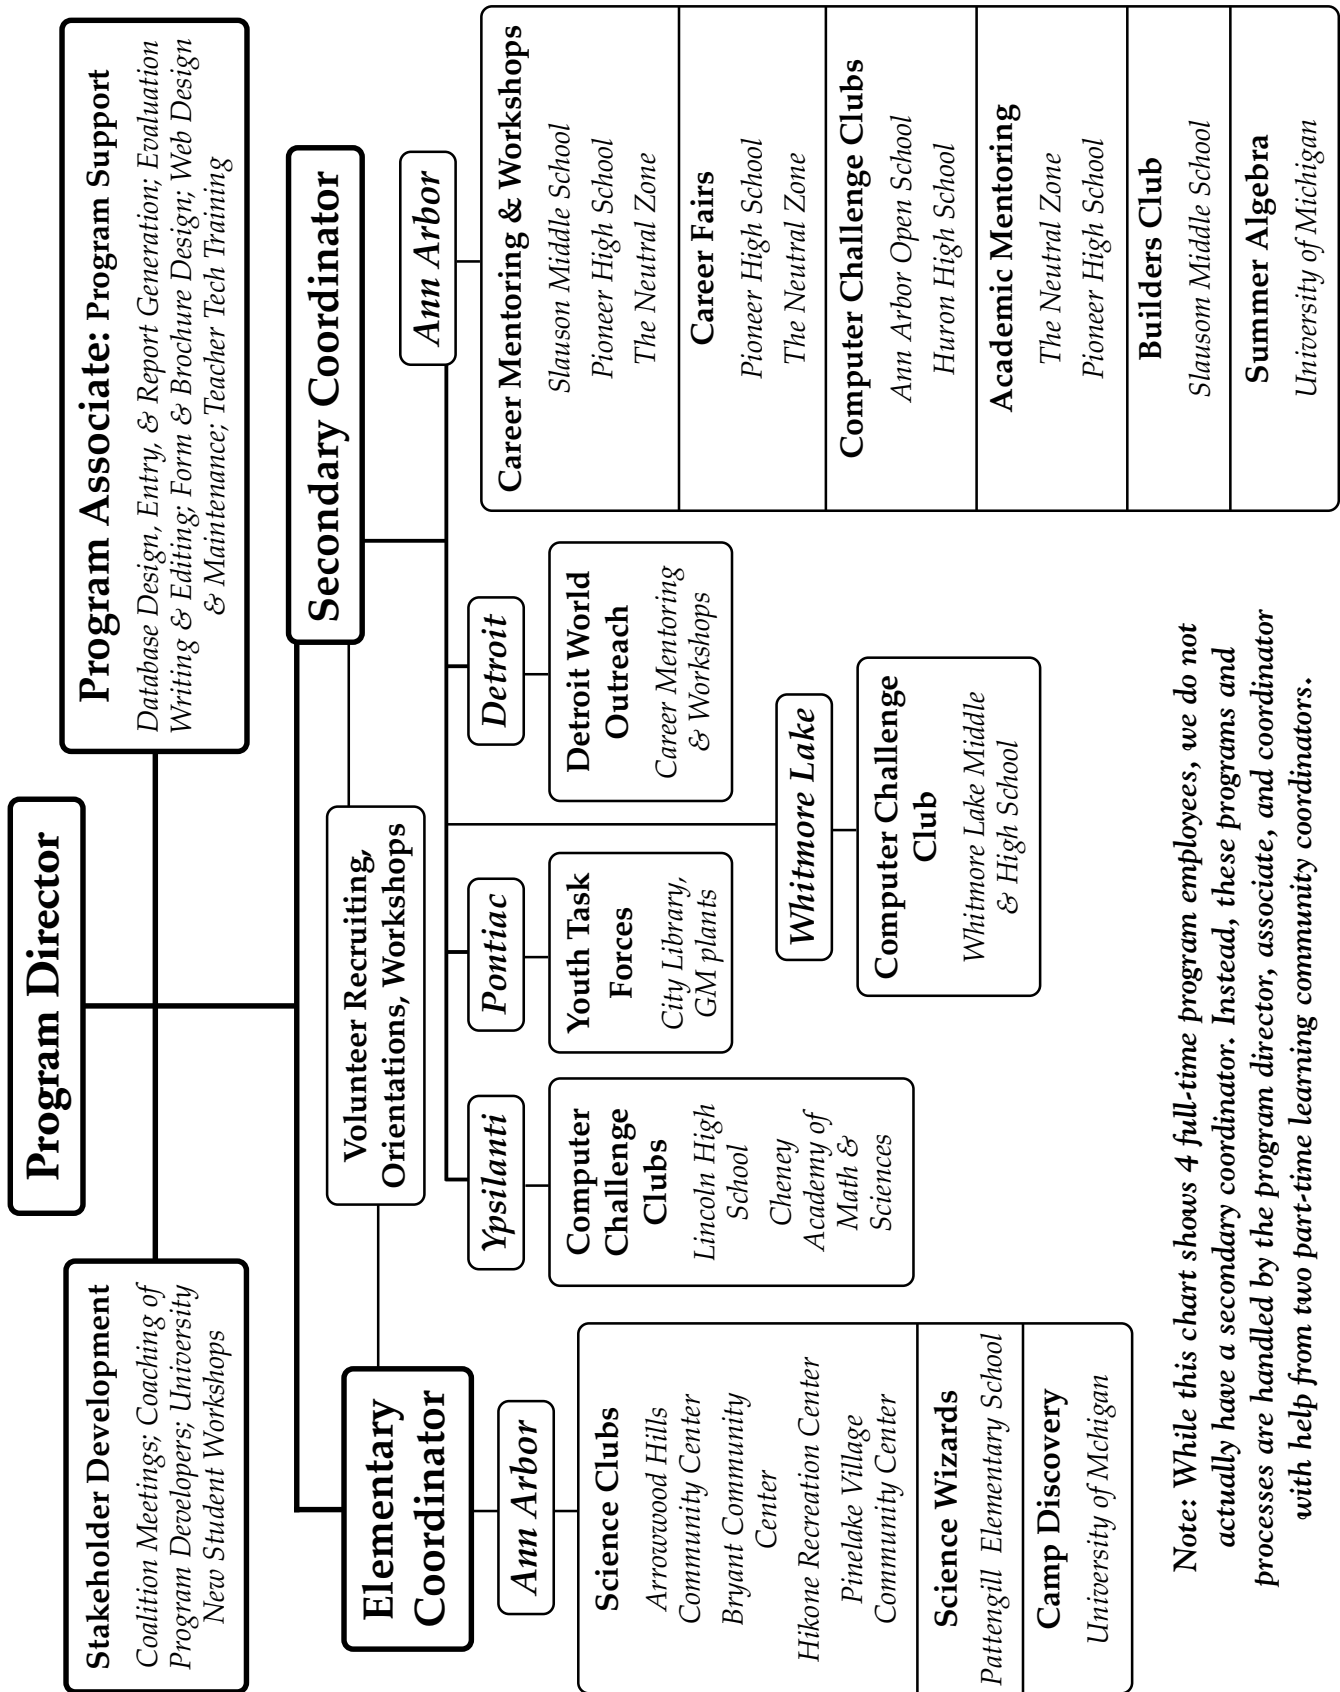 Program Director
Stakeholder Development
Coalition Meetings; Coaching of
Program Developers; University
New Student Workshops
Program Associate: Program Support
Database Design, Entry, & Report Generation; Evaluation
Writing & Editing; Form & Brochure Design; Web Design
& Maintenance; Teacher Tech Training
Elementary
Coordinator
Volunteer Recruiting,
Orientations, Workshops
Secondary Coordinator
Ann Arbor
Science Clubs
Arrowwood Hills
Community Center
Bryant Community
Center
Hikone Recreation Center
Pinelake Village
Community Center
Science Wizards
Pattengill Elementary School
Camp Discovery
University of Mchigan
Ypsilanti
Computer
Challenge
Clubs
Lincoln High
School
Cheney
Academy of
Math &
Sciences
Pontiac
Youth Task
Forces
City Library,
GM plants
Whitmore Lake
Computer Challenge
Club
Whitmore Lake Middle
& High School
Detroit
Detroit World
Outreach
Career Mentoring
& Workshops
Ann Arbor
Career Mentoring & Workshops
Slauson Middle School
Pioneer High School
The Neutral Zone
Career Fairs
Pioneer High School
The Neutral Zone
Computer Challenge Clubs
Ann Arbor Open School
Huron High School
Academic Mentoring
The Neutral Zone
Pioneer High School
Builders Club
Slausom Middle School
Summer Algebra
University of Michigan
Note: While this chart shows 4 full-time program employees, we do not
actually have a secondary coordinator. Instead, these programs and
processes are handled by the program director, associate, and coordinator
with help from two part-time learning community coordinators.